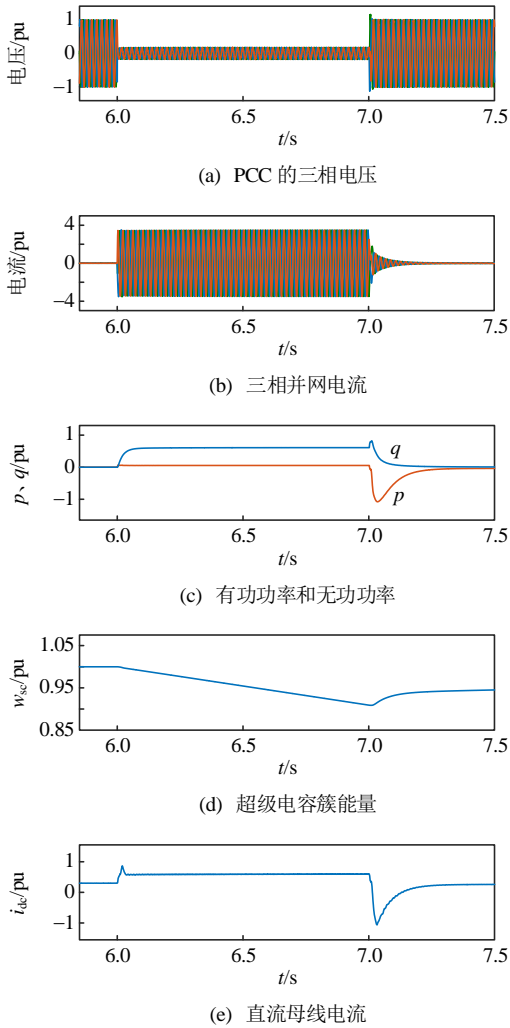 1
0
−1
电压/pu
6.0 6.5 7.0 7.5
t/s
(a) PCC 的三相电压
4
0
−4
电流/pu
6.0 6.5 7.0 7.5
t/s
(b) 三相并网电流
1
0
−1
p、q/pu
q
p
6.0 6.5 7.0 7.5
t/s
(c) 有功功率和无功功率
1.05
0.95
0.85
w_sc/pu
6.0 6.5 7.0 7.5
t/s
(d) 超级电容簇能量
1
0
−1
i_dc/pu
6.0 6.5 7.0 7.5
t/s
(e) 直流母线电流